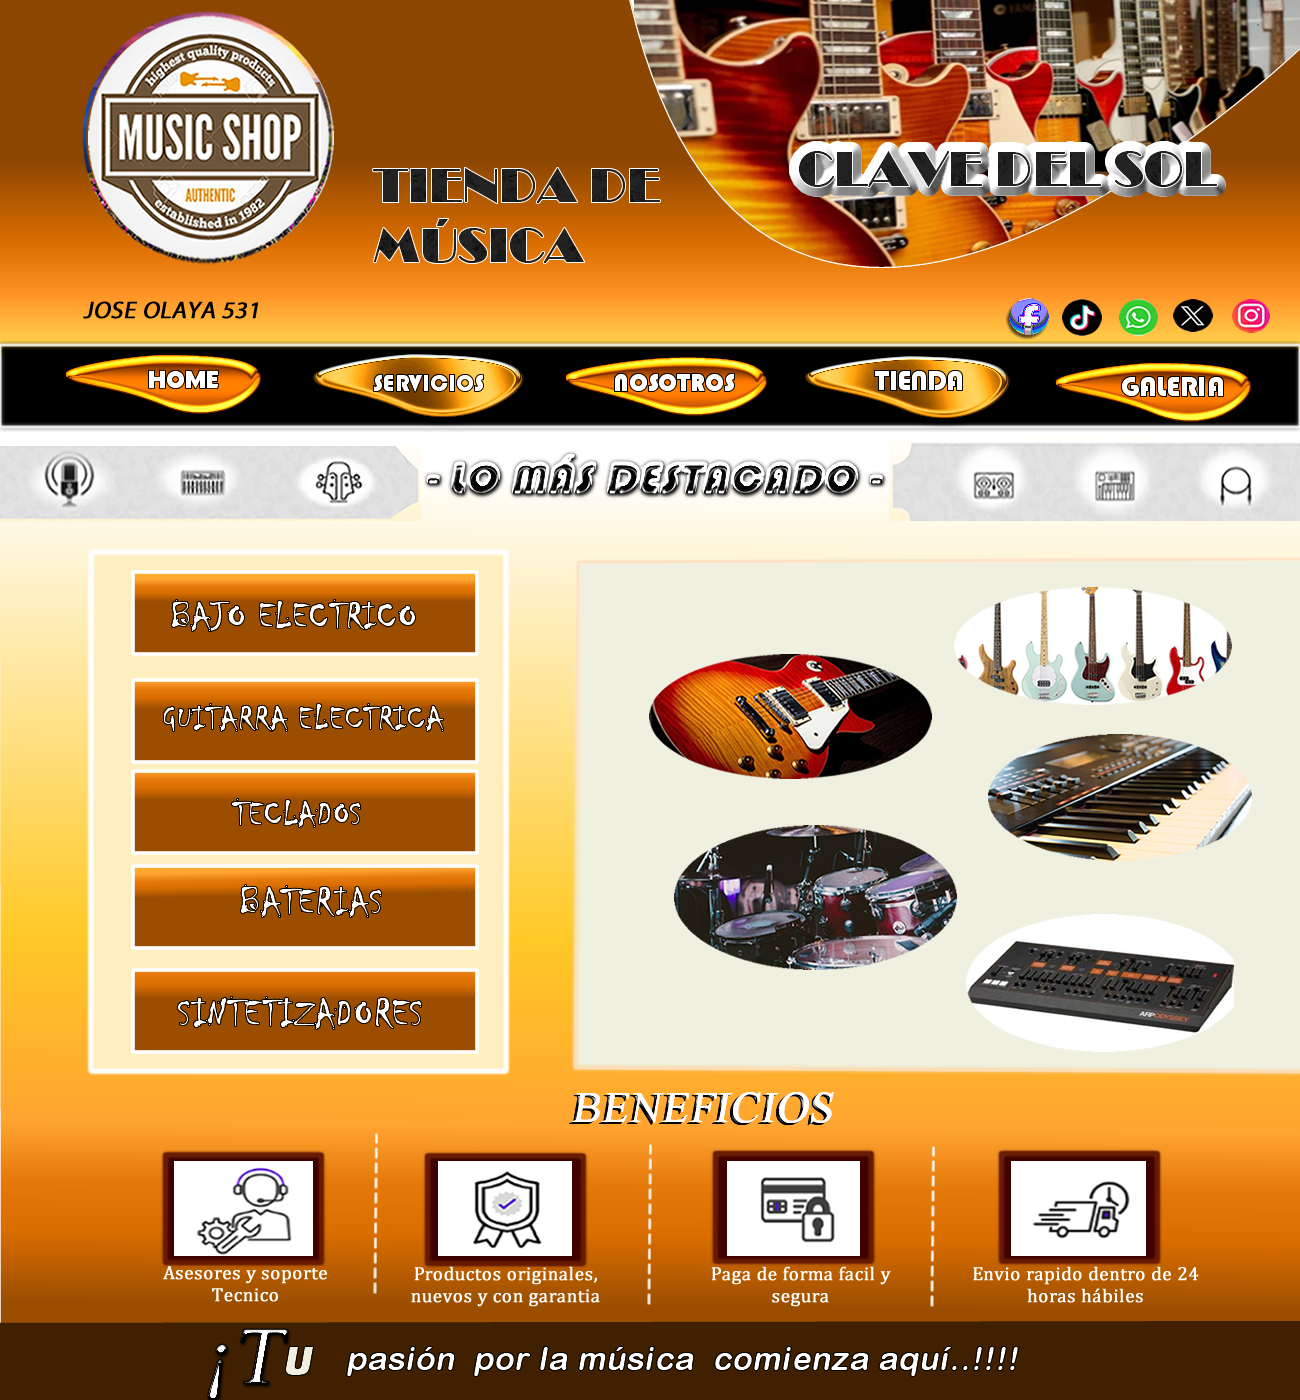 highest quality products
MUSIC SHOP
AUTHENTIC
established in 1982
TIENDA DE
MÚSICA
CLAVE DEL SOL
JOSE OLAYA 531
HOME
SERVICIOS
NOSOTROS
TIENDA
GALERIA
- LO MÁS DESTACADO -
BAJO ELECTRICO
GUITARRA ELECTRICA
TECLADOS
BATERIAS
SINTETIZADORES
ARP ODYSSEY
BENEFICIOS
Asesores y soporte
Tecnico
Productos originales,
nuevos y con garantia
Paga de forma facil y
segura
Envio rapido dentro de 24
horas hábiles
¡Tu pasión por la música comienza aquí..!!!!